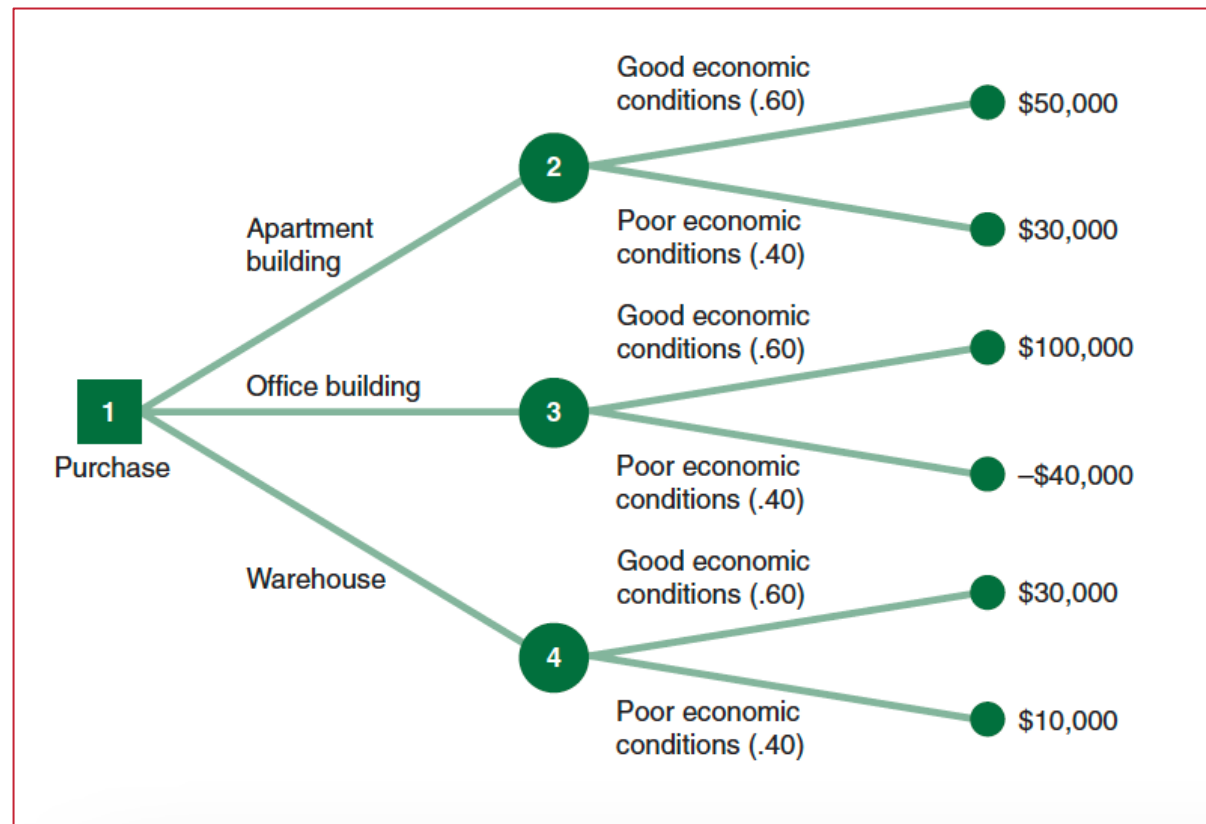 Good economic
conditions (.60)
$50,000
2
Apartment
building
Poor economic
conditions (.40)
$30,000
Good economic
conditions (.60)
$100,000
Office building
1
3
Purchase
Poor economic
conditions (.40)
–$40,000
Warehouse
Good economic
conditions (.60)
$30,000
4
Poor economic
conditions (.40)
$10,000